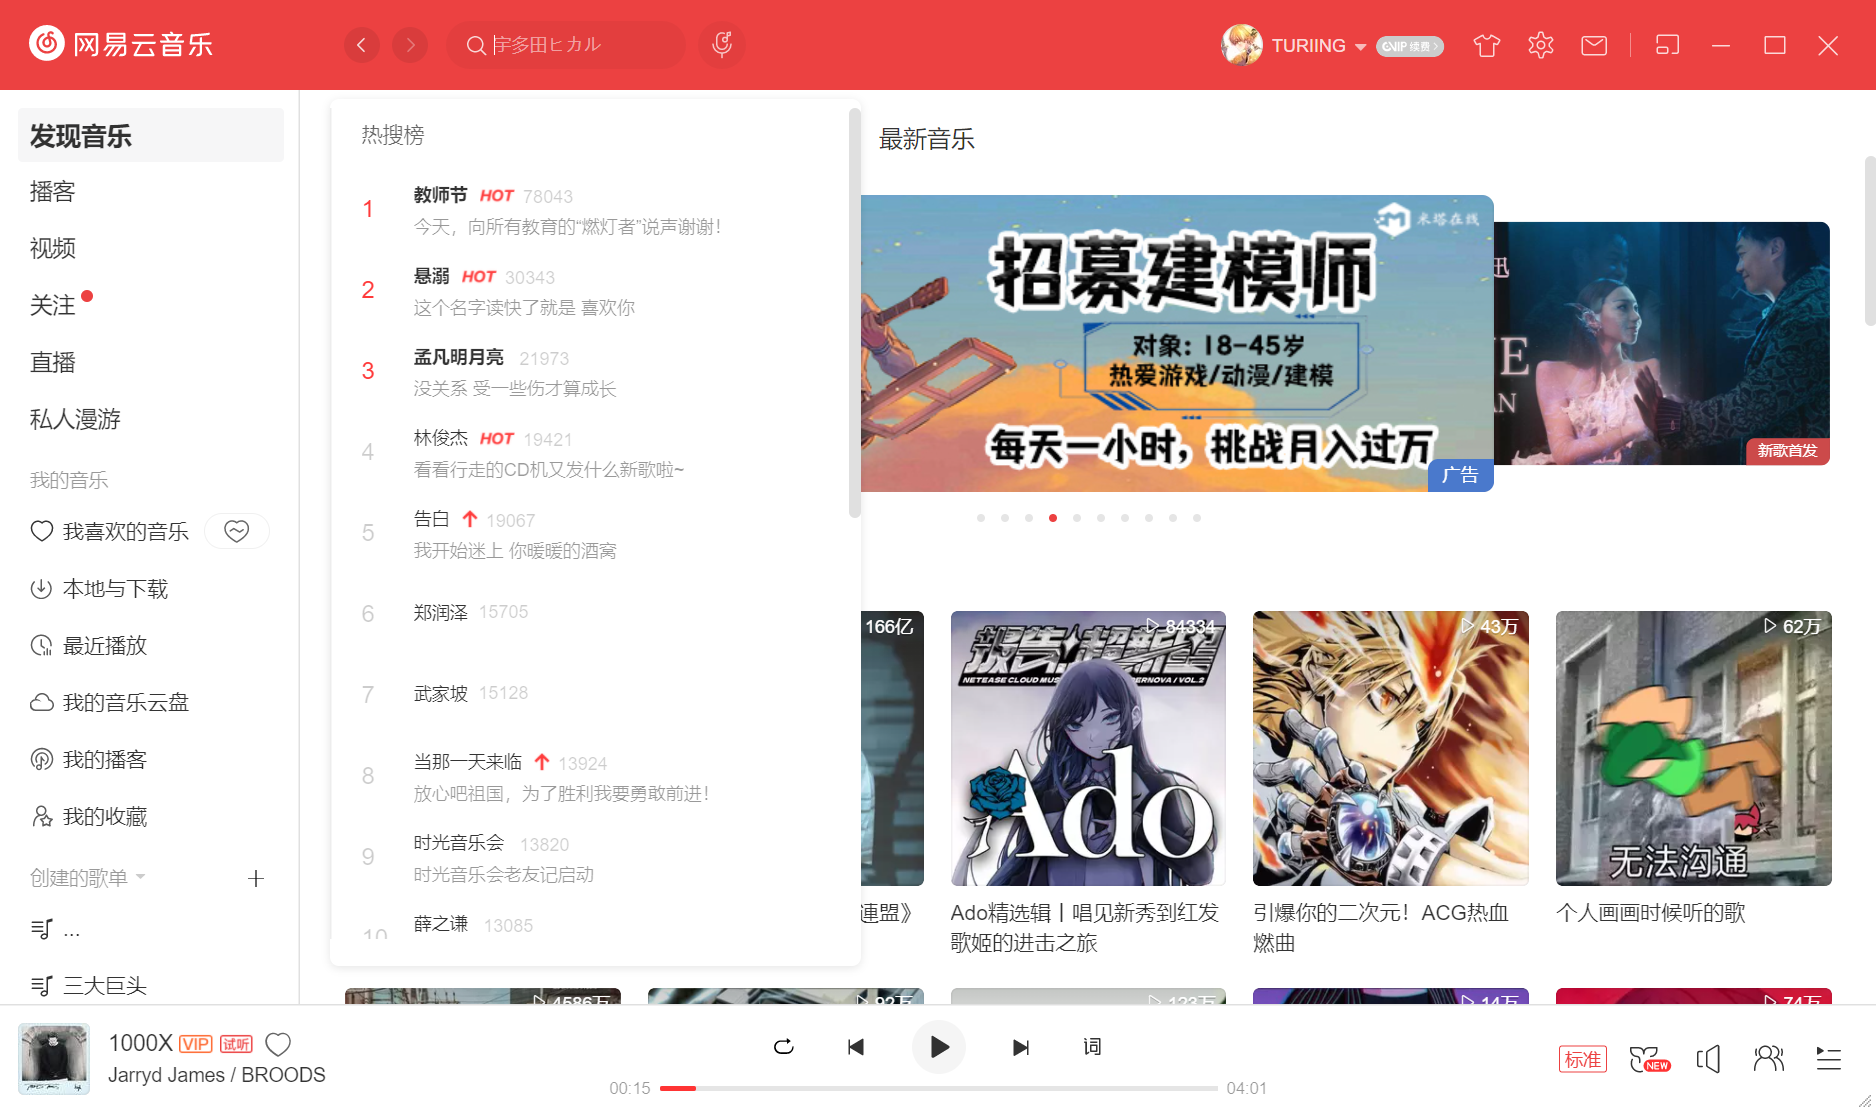 网易云音乐
宇多田ヒカル
TURIING
VIP 续费
发现音乐
播客
视频
关注
直播
私人漫游
我的音乐
我喜欢的音乐
本地与下载
最近播放
我的音乐云盘
我的播客
我的收藏
创建的歌单
...
三大巨头
热搜榜
1 教师节 HOT 78043
今天，向所有教育的“燃灯者”说声谢谢！
2 悬溺 HOT 30343
这个名字读快了就是 喜欢你
3 孟凡明月亮 21973
没关系 受一些伤才算成长
4 林俊杰 HOT 19421
看看行走的CD机又发什么新歌啦~
5 告白 19067
我开始迷上 你暖暖的酒窝
6 郑润泽 15705
7 武家坡 15128
8 当那一天来临 13924
放心吧祖国，为了胜利我要勇敢前进！
9 时光音乐会 13820
时光音乐会老友记启动
10 薛之谦 13085
最新音乐
米塔在线
招募建模师
对象: 18-45岁
热爱游戏/动漫/建模
每天一小时，挑战月入过万
广告
新歌首发
166亿
84334
43万
62万
Ado
无法沟通
連盟》
Ado精选辑丨唱见新秀到红发
歌姬的进击之旅
引爆你的二次元！ACG热血
燃曲
个人画画时候听的歌
4586万
92万
123万
14万
74万
1000X VIP 试听
Jarryd James / BROODS
词
00:15
04:01
标准
NEW